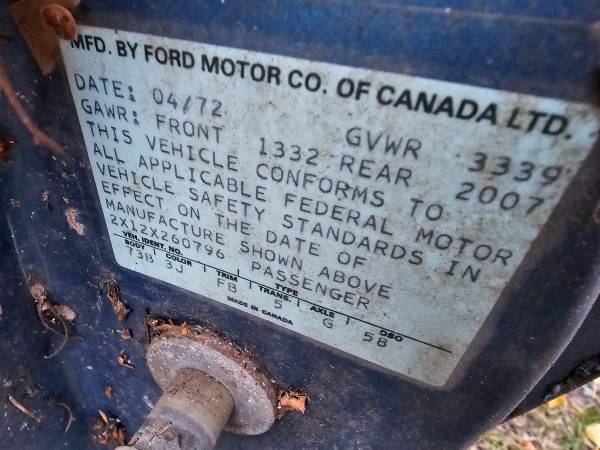 MFD. BY FORD MOTOR CO. OF CANADA LTD.
DATE: 04/72 GVWR 3339
GAWR: FRONT 1332 REAR 2007
THIS VEHICLE CONFORMS TO
ALL APPLICABLE FEDERAL MOTOR
VEHICLE SAFETY STANDARDS IN
EFFECT ON THE DATE OF
MANUFACTURE SHOWN ABOVE
2X12X260796 PASSENGER
VEH. IDENT. NO. TYPE
BODY COLOR TRIM TRANS. AXLE DSO
73B 3J FB 5 G 58
MADE IN CANADA